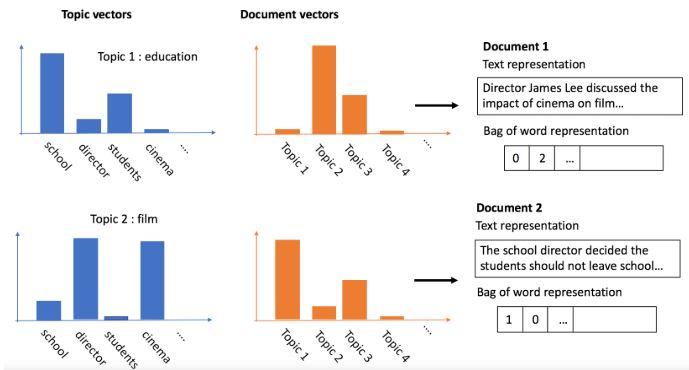 Topic vectors
Document vectors
Topic 1 : education
school
director
students
cinema
....
Topic 1
Topic 2
Topic 3
Topic 4
....
Document 1
Text representation
Director James Lee discussed the
impact of cinema on film...
Bag of word representation
0 2 ...
Topic 2 : film
school
director
students
cinema
....
Topic 1
Topic 2
Topic 3
Topic 4
....
Document 2
Text representation
The school director decided the
students should not leave school...
Bag of word representation
1 0 ...